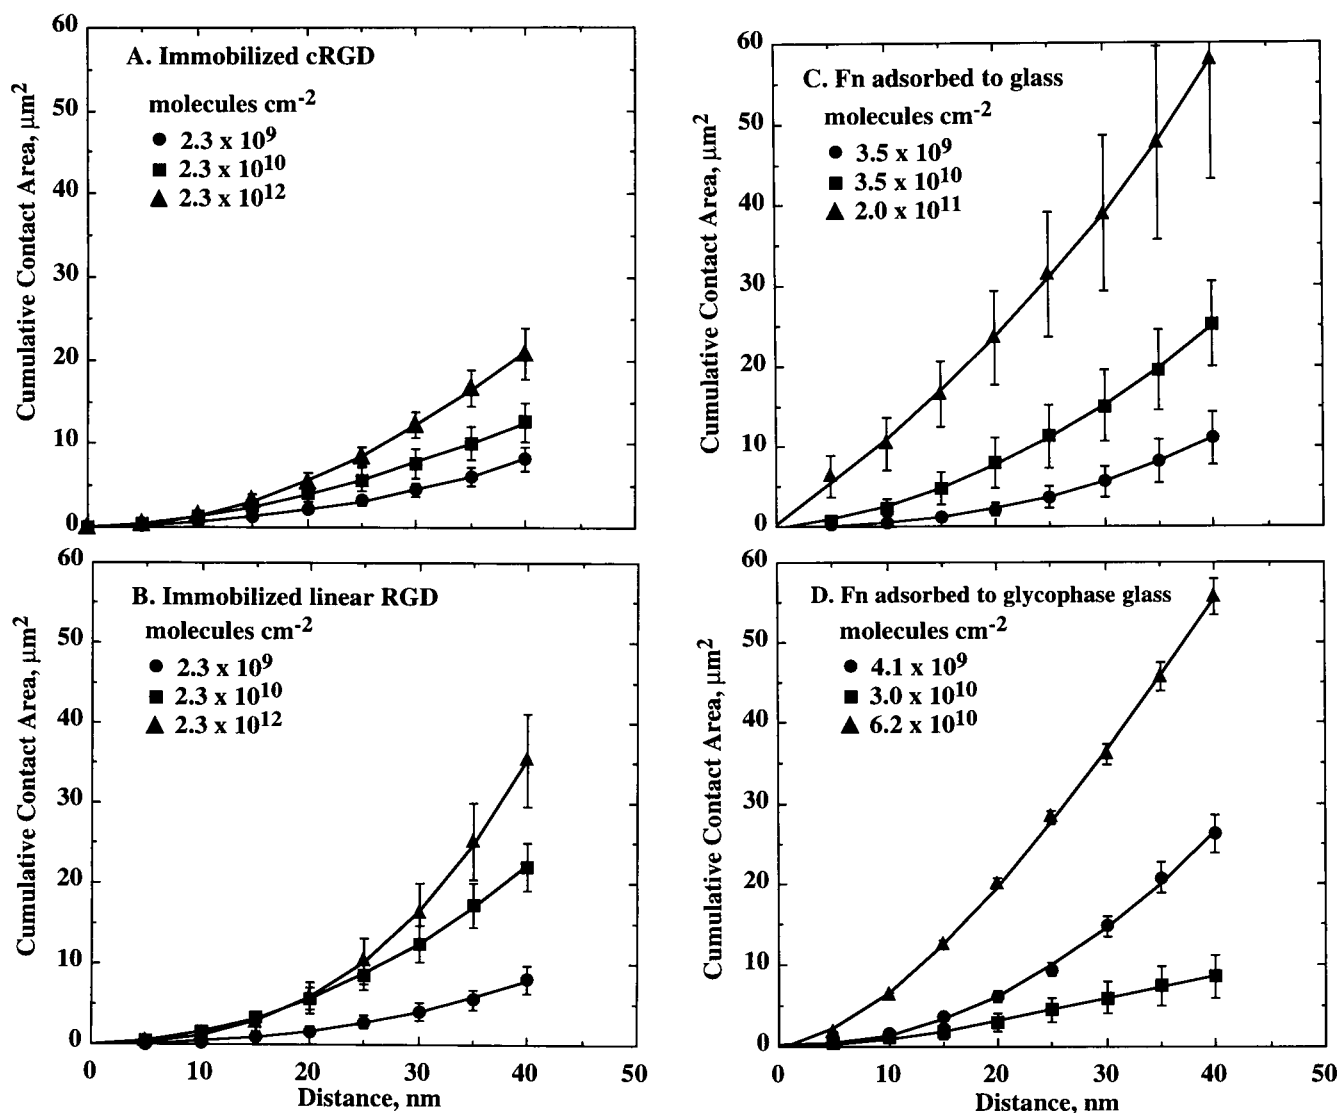 A. Immobilized cRGD
molecules cm-2
2.3 x 10^9
2.3 x 10^10
2.3 x 10^12
Cumulative Contact Area, μm2
60
50
40
30
20
10
0
C. Fn adsorbed to glass
molecules cm-2
3.5 x 10^9
3.5 x 10^10
2.0 x 10^11
Cumulative Contact Area, μm2
60
50
40
30
20
10
0
B. Immobilized linear RGD
molecules cm-2
2.3 x 10^9
2.3 x 10^10
2.3 x 10^12
Cumulative Contact Area, μm2
60
50
40
30
20
10
0
0 10 20 30 40 50
Distance, nm
D. Fn adsorbed to glycophase glass
molecules cm-2
4.1 x 10^9
3.0 x 10^10
6.2 x 10^10
Cumulative Contact Area, μm2
60
50
40
30
20
10
0
0 10 20 30 40 50
Distance, nm